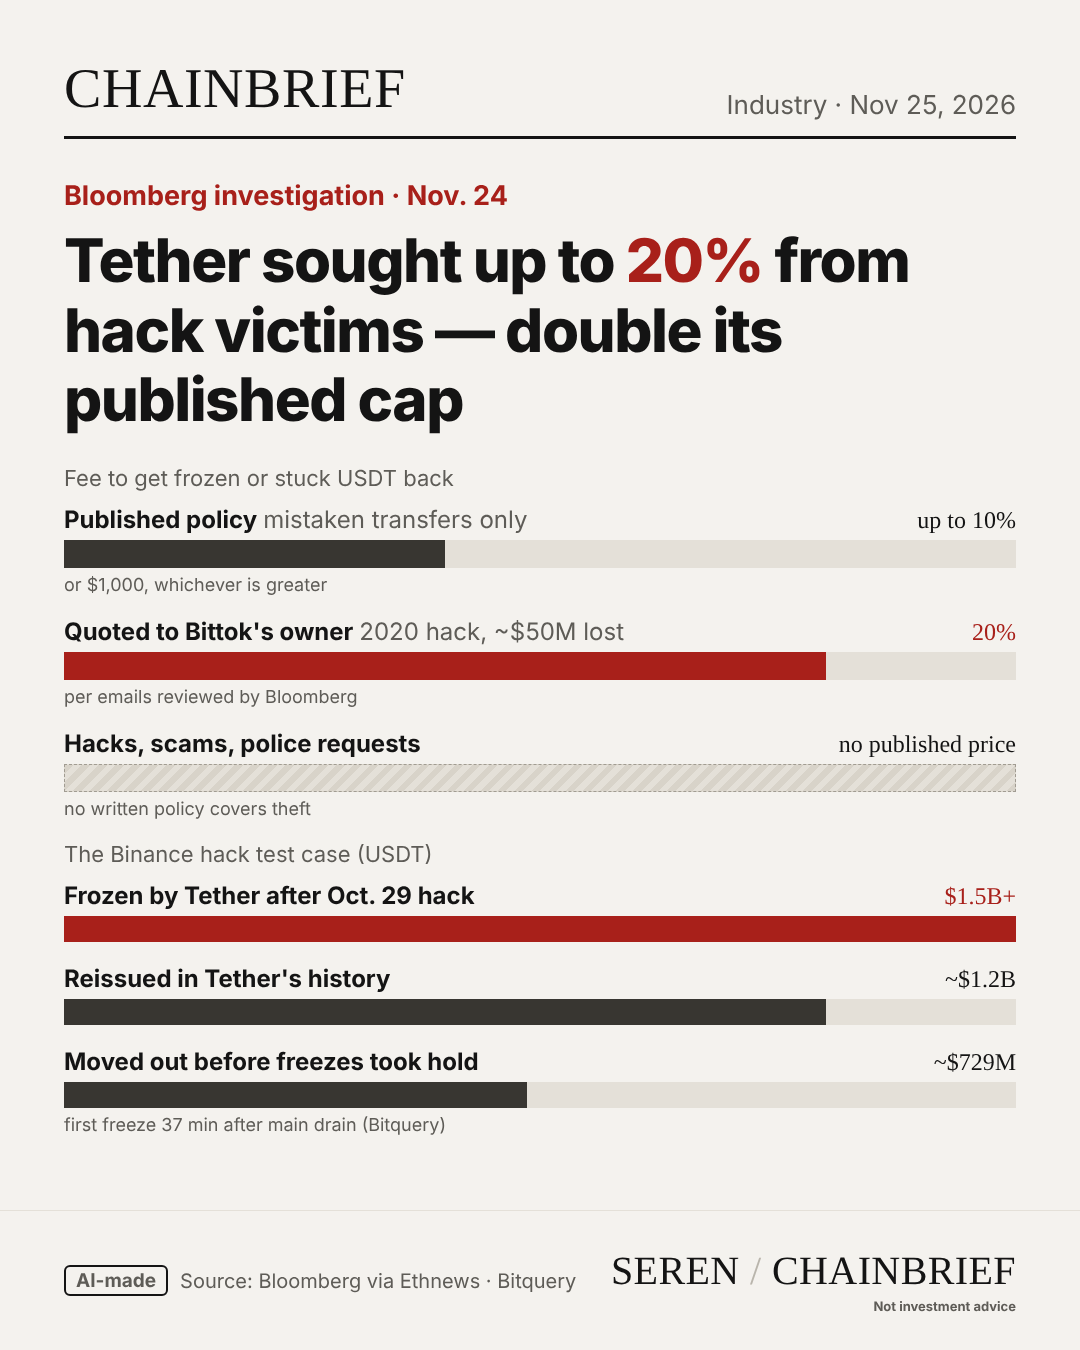 CHAINBRIEF
Industry · Nov 25, 2026
Bloomberg investigation · Nov. 24
Tether sought up to 20% from
hack victims — double its
published cap
Fee to get frozen or stuck USDT back
Published policy mistaken transfers only
up to 10%
or $1,000, whichever is greater
Quoted to Bittok's owner 2020 hack, ~$50M lost
20%
per emails reviewed by Bloomberg
Hacks, scams, police requests
no published price
no written policy covers theft
The Binance hack test case (USDT)
Frozen by Tether after Oct. 29 hack
$1.5B+
Reissued in Tether's history
~$1.2B
Moved out before freezes took hold
~$729M
first freeze 37 min after main drain (Bitquery)
AI-made
Source: Bloomberg via Ethnews · Bitquery
SEREN / CHAINBRIEF
Not investment advice